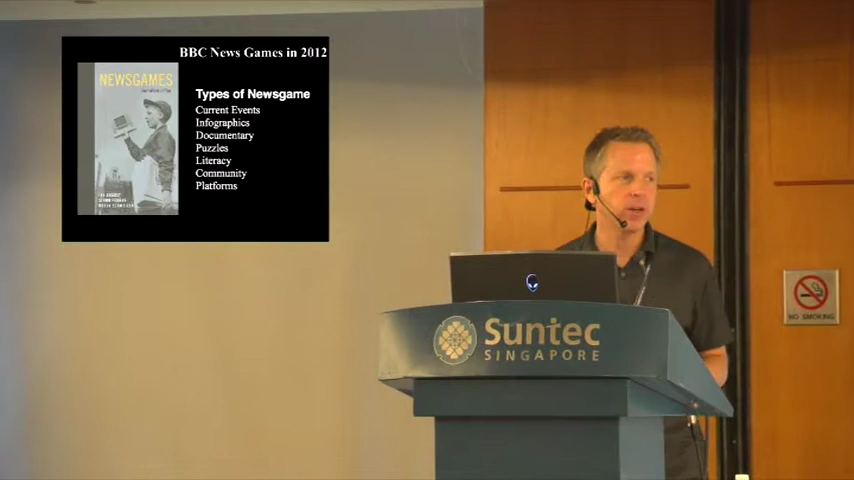 BBC News Games in 2012
NEWSGAMES
Types of Newsgame
Current Events
Infographics
Documentary
Puzzles
Literacy
Community
Platforms
Suntec
SINGAPORE
NO SMOKING